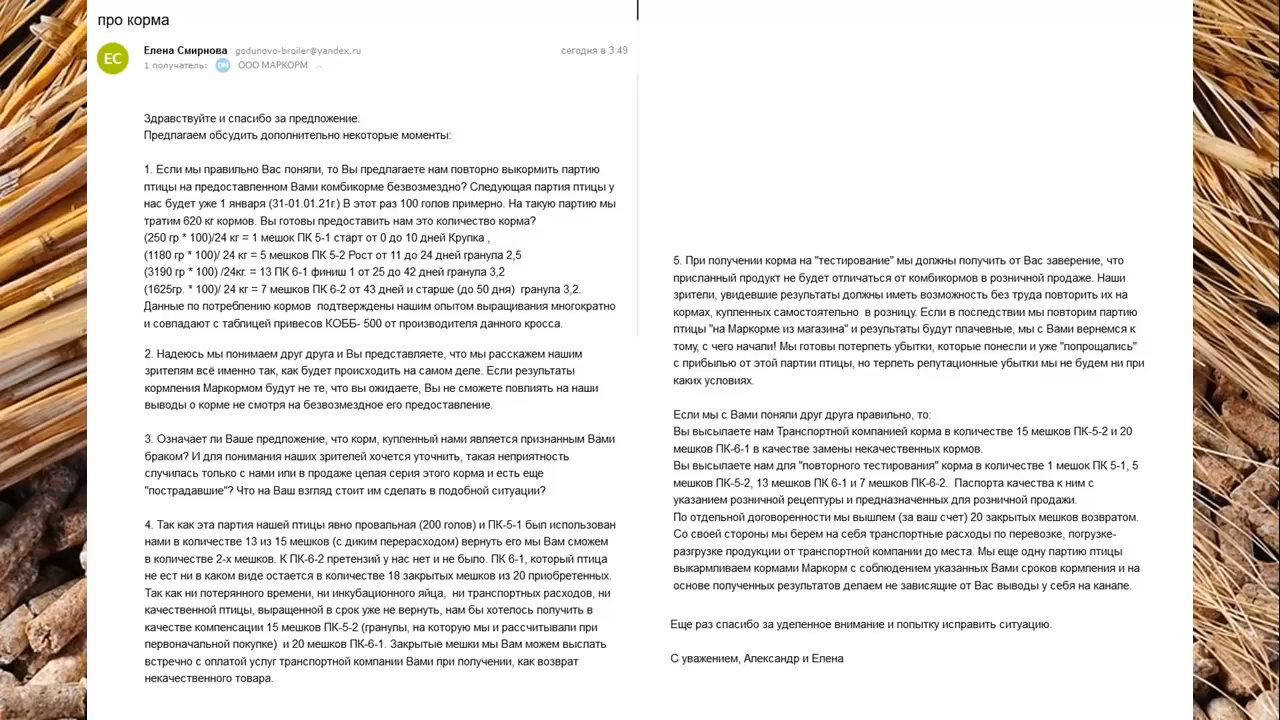 про корма
ЕС
Елена Смирнова godunovo-broiler@yandex.ru
сегодня в 3:49
1 получатель: ООО МАРКОРМ
Здравствуйте и спасибо за предложение.
Предлагаем обсудить дополнительно некоторые моменты:
1. Если мы правильно Вас поняли, то Вы предлагаете нам повторно выкормить партию
птицы на предоставленном Вами комбикорме безвозмездно? Следующая партия птицы у
нас будет уже 1 января (31-01.01.21г.) В этот раз 100 голов примерно. На такую партию мы
тратим 620 кг кормов. Вы готовы предоставить нам это количество корма?
(250 гр * 100)/24 кг = 1 мешок ПК 5-1 старт от 0 до 10 дней Крупка ,
(1180 гр * 100)/ 24 кг = 5 мешков ПК 5-2 Рост от 11 до 24 дней гранула 2,5
(3190 гр * 100) /24кг. = 13 ПК 6-1 финиш 1 от 25 до 42 дней гранула 3,2
(1625гр. * 100)/ 24 кг = 7 мешков ПК 6-2 от 43 дней и старше (до 50 дня) гранула 3,2.
Данные по потреблению кормов подтверждены нашим опытом выращивания многократно
и совпадают с таблицей привесов КОББ- 500 от производителя данного кросса.
2. Надеюсь мы понимаем друг друга и Вы представляете, что мы расскажем нашим
зрителям всё именно так, как будет происходить на самом деле. Если результаты
кормления Маркормом будут не те, что вы ожидаете, Вы не сможете повлиять на наши
выводы о корме не смотря на безвозмездное его предоставление.
3. Означает ли Ваше предложение, что корм, купленный нами является признанным Вами
браком? И для понимания наших зрителей хочется уточнить, такая неприятность
случилась только с нами или в продаже целая серия этого корма и есть еще
"пострадавшие"? Что на Ваш взгляд стоит им сделать в подобной ситуации?
4. Так как эта партия нашей птицы явно провальная (200 голов) и ПК-5-1 был использован
нами в количестве 13 из 15 мешков (с диким перерасходом) вернуть его мы Вам сможем
в количестве 2-х мешков. К ПК-6-2 претензий у нас нет и не было. ПК 6-1, который птица
не ест ни в каком виде остается в количестве 18 закрытых мешков из 20 приобретенных.
Так как ни потерянного времени, ни инкубационного яйца, ни транспортных расходов, ни
качественной птицы, выращенной в срок уже не вернуть, нам бы хотелось получить в
качестве компенсации 15 мешков ПК-5-2 (гранулы, на которую мы и рассчитывали при
первоначальной покупке) и 20 мешков ПК-6-1. Закрытые мешки мы Вам можем выслать
встречно с оплатой услуг транспортной компании Вами при получении, как возврат
некачественного товара.
5. При получении корма на "тестирование" мы должны получить от Вас заверение, что
присланный продукт не будет отличаться от комбикормов в розничной продаже. Наши
зрители, увидевшие результаты должны иметь возможность без труда повторить их на
кормах, купленных самостоятельно в розницу. Если в последствии мы повторим партию
птицы "на Маркорме из магазина" и результаты будут плачевные, мы с Вами вернемся к
тому, с чего начали! Мы готовы потерпеть убытки, которые понесли и уже "попрощались"
с прибылью от этой партии птицы, но терпеть репутационные убытки мы не будем ни при
каких условиях.
Если мы с Вами поняли друг друга правильно, то:
Вы высылаете нам Транспортной компанией корма в количестве 15 мешков ПК-5-2 и 20
мешков ПК-6-1 в качестве замены некачественных кормов.
Вы высылаете нам для "повторного тестирования" корма в количестве 1 мешок ПК 5-1, 5
мешков ПК-5-2, 13 мешков ПК 6-1 и 7 мешков ПК-6-2. Паспорта качества к ним с
указанием розничной рецептуры и предназначенных для розничной продажи.
По отдельной договоренности мы вышлем (за ваш счет) 20 закрытых мешков возвратом.
Со своей стороны мы берем на себя транспортные расходы по перевозке, погрузке-
разгрузке продукции от транспортной компании до места. Мы еще одну партию птицы
выкармливаем кормами Маркорм с соблюдением указанных Вами сроков кормления и на
основе полученных результатов делаем не зависящие от Вас выводы у себя на канале.
Еще раз спасибо за уделенное внимание и попытку исправить ситуацию.
С уважением, Александр и Елена